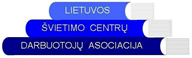 LIETUVOS
ŠVIETIMO CENTRŲ
DARBUOTOJŲ ASOCIACIJA